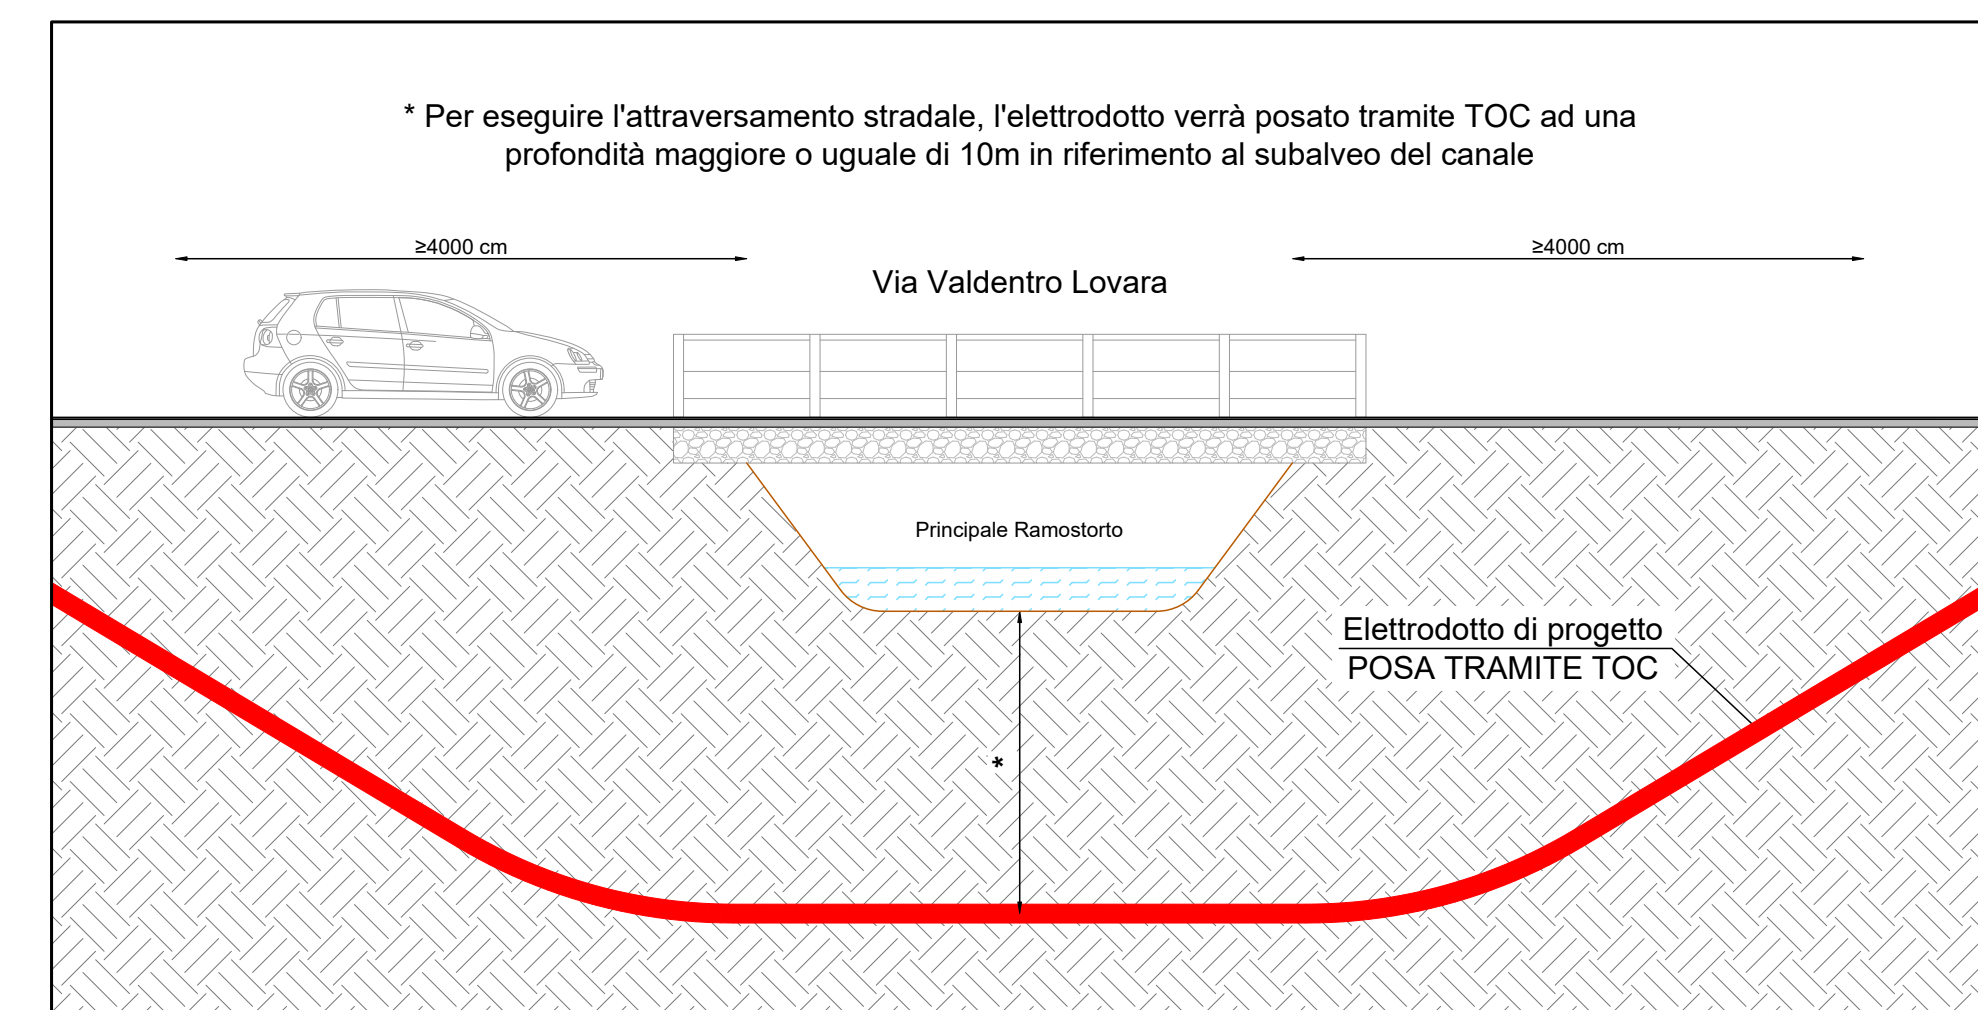 * Per eseguire l'attraversamento stradale, l'elettrodotto verrà posato tramite TOC ad una
profondità maggiore o uguale di 10m in riferimento al subalveo del canale
≥4000 cm
≥4000 cm
Via Valdentro Lovara
Principale Ramostorto
Elettrodotto di progetto
POSA TRAMITE TOC
*